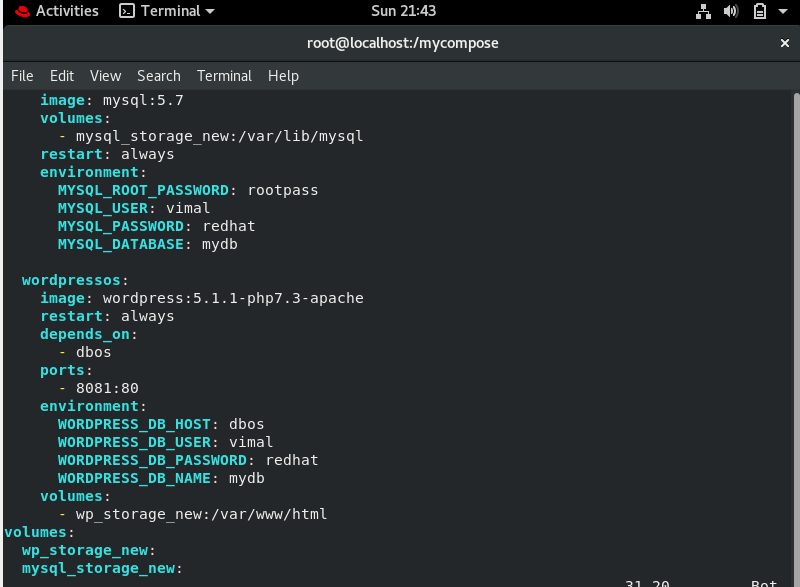 Activities Terminal Sun 21:43
root@localhost:/mycompose ×
File Edit View Search Terminal Help
    image: mysql:5.7
    volumes:
      - mysql_storage_new:/var/lib/mysql
    restart: always
    environment:
      MYSQL_ROOT_PASSWORD: rootpass
      MYSQL_USER: vimal
      MYSQL_PASSWORD: redhat
      MYSQL_DATABASE: mydb

  wordpressos:
    image: wordpress:5.1.1-php7.3-apache
    restart: always
    depends_on:
      - dbos
    ports:
      - 8081:80
    environment:
      WORDPRESS_DB_HOST: dbos
      WORDPRESS_DB_USER: vimal
      WORDPRESS_DB_PASSWORD: redhat
      WORDPRESS_DB_NAME: mydb
    volumes:
      - wp_storage_new:/var/www/html
volumes:
  wp_storage_new:
  mysql_storage_new:
31,20 Bot